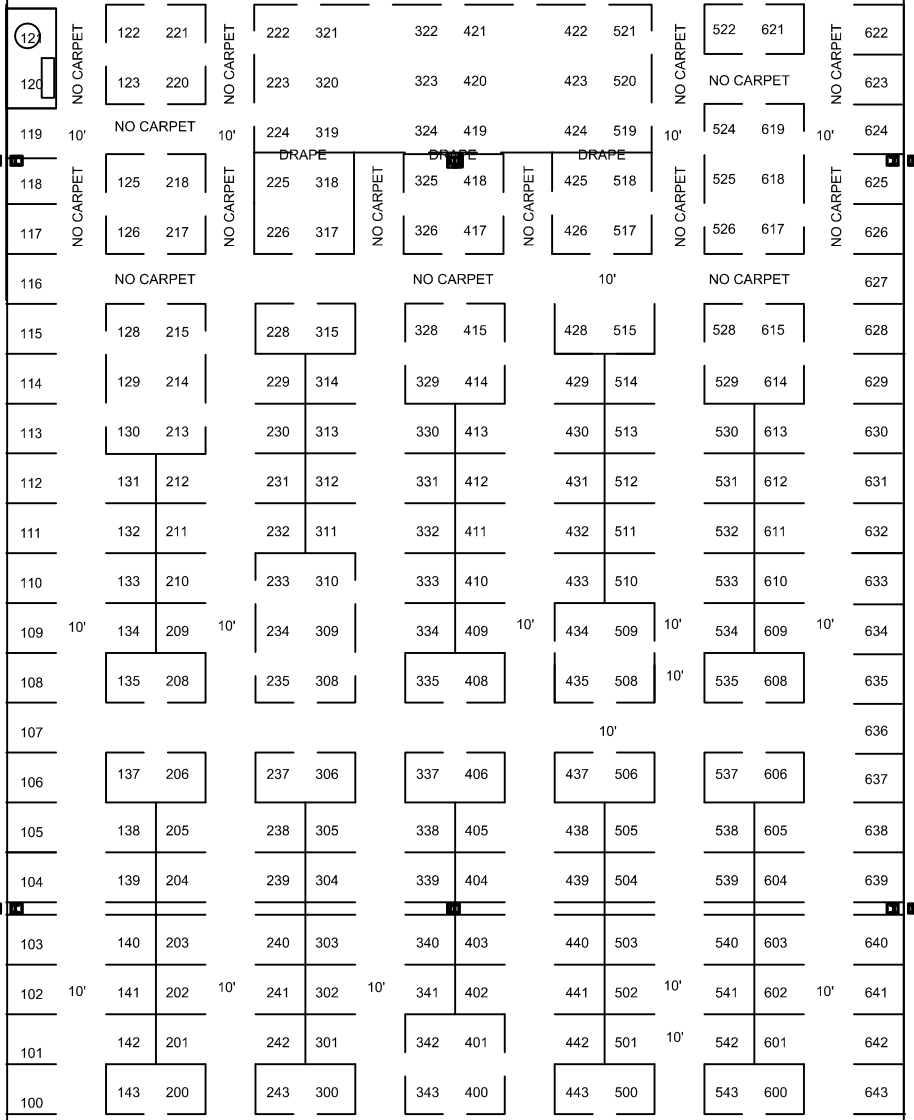 121 NO CARPET 122 221 NO CARPET 222 321 322 421 422 521 NO CARPET 522 621 NO CARPET 622
120 123 220 223 320 323 420 423 520 NO CARPET 623
119 10' NO CARPET 10' 224 319 324 419 424 519 10' 524 619 10' 624
DRAPE DRAPE DRAPE
118 NO CARPET 125 218 NO CARPET 225 318 NO CARPET 325 418 NO CARPET 425 518 NO CARPET 525 618 NO CARPET 625
117 126 217 226 317 326 417 426 517 526 617 626
116 NO CARPET NO CARPET 10' NO CARPET 627
115 128 215 228 315 328 415 428 515 528 615 628
114 129 214 229 314 329 414 429 514 529 614 629
113 130 213 230 313 330 413 430 513 530 613 630
112 131 212 231 312 331 412 431 512 531 612 631
111 132 211 232 311 332 411 432 511 532 611 632
110 133 210 233 310 333 410 433 510 533 610 633
109 10' 134 209 10' 234 309 334 409 10' 434 509 10' 534 609 10' 634
108 135 208 235 308 335 408 435 508 10' 535 608 635
107 10' 636
106 137 206 237 306 337 406 437 506 537 606 637
105 138 205 238 305 338 405 438 505 538 605 638
104 139 204 239 304 339 404 439 504 539 604 639
103 140 203 240 303 340 403 440 503 540 603 640
102 10' 141 202 10' 241 302 10' 341 402 441 502 10' 541 602 10' 641
101 142 201 242 301 342 401 442 501 10' 542 601 642
100 143 200 243 300 343 400 443 500 543 600 643